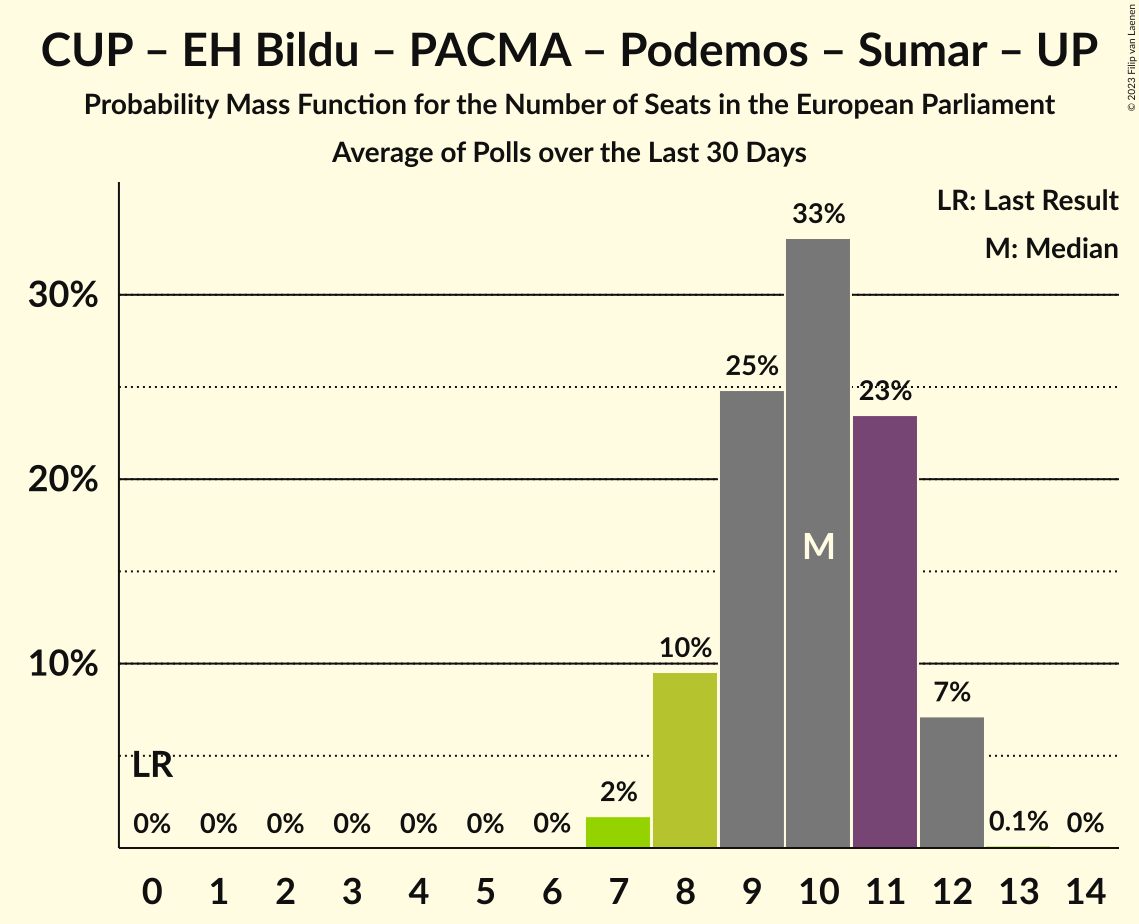 CUP – EH Bildu – PACMA – Podemos – Sumar – UP
Probability Mass Function for the Number of Seats in the European Parliament
Average of Polls over the Last 30 Days
© 2023 Filip van Laenen
LR: Last Result
M: Median
33%
30%
25%
23%
20%
M
10%
10%
7%
LR
2%
0% 0% 0% 0% 0% 0% 0% 0.1% 0%
0 1 2 3 4 5 6 7 8 9 10 11 12 13 14